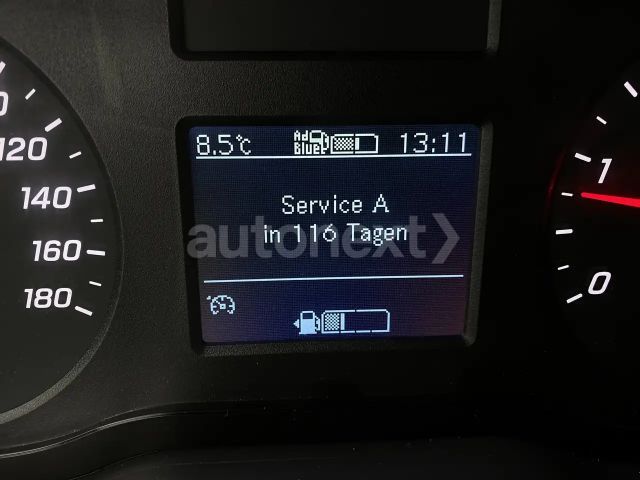 8.5°C Ad Blue 13:11
Service A
in 116 Tagen
autonext
120
140
160
180
1
0